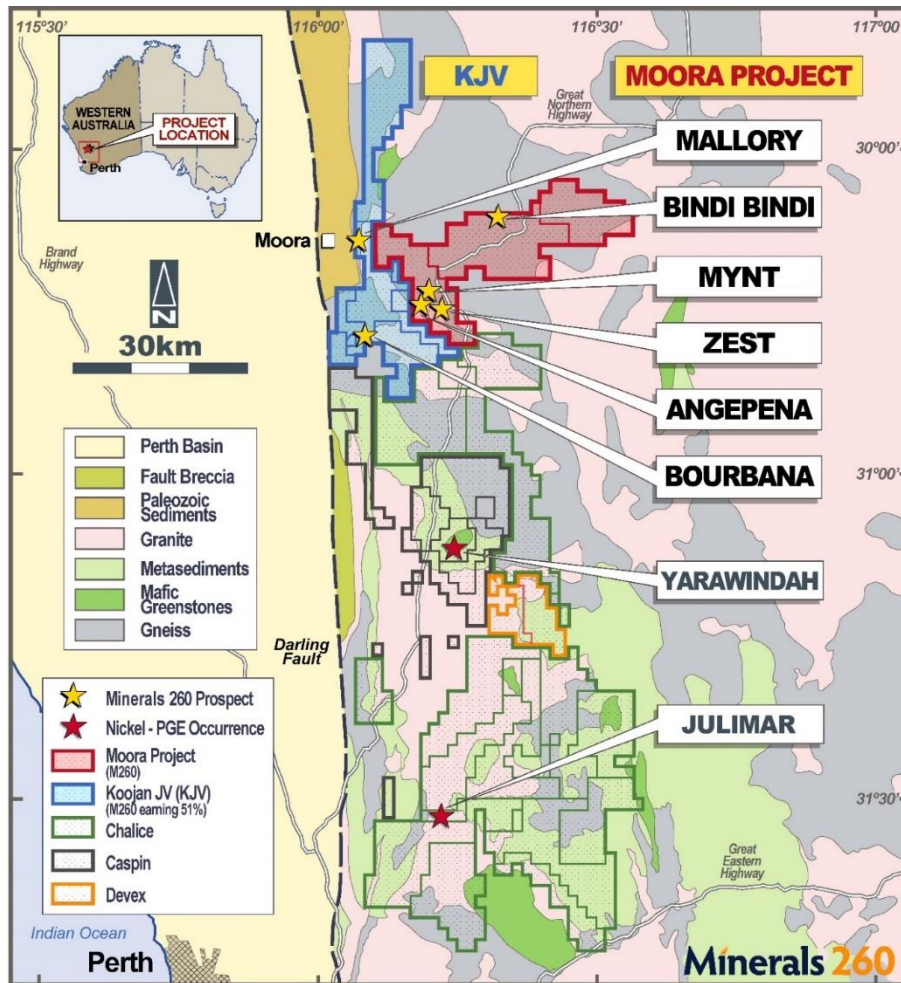 115°30'
116°00'
116°30'
117°00'
WESTERN
AUSTRALIA
PROJECT
LOCATION
Perth
KJV
MOORA PROJECT
Great
Northern
Highway
MALLORY
30°00'
BINDI BINDI
Moora
Brand
Highway
MYNT
N
ZEST
30km
ANGEPENA
BOURBANA
Perth Basin
Fault Breccia
Paleozoic
Sediments
Granite
Metasediments
Mafic
Greenstones
Gneiss
31°00'
YARAWINDAH
Darling
Fault
Minerals 260 Prospect
Nickel - PGE Occurrence
Moora Project
(M260)
Koojan JV (KJV)
(M260 earning 51%)
Chalice
Caspin
Devex
JULIMAR
31°30'
Great
Eastern
Highway
Indian Ocean
Perth
Minerals 260